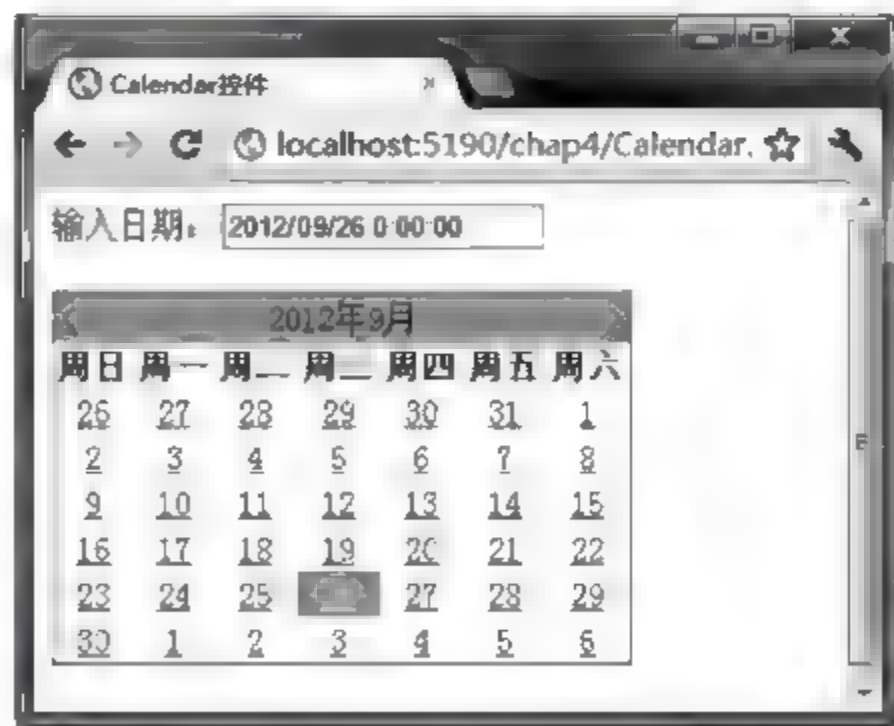 Calendar控件
localhost:5190/chap4/Calendar.
输入日期： 2012/09/26 0:00:00
2012年9月
周日 周一 周二 周三 周四 周五 周六
26 27 28 29 30 31 1
2 3 4 5 6 7 8
9 10 11 12 13 14 15
16 17 18 19 20 21 22
23 24 25 27 28 29
30 1 2 3 4 5 6